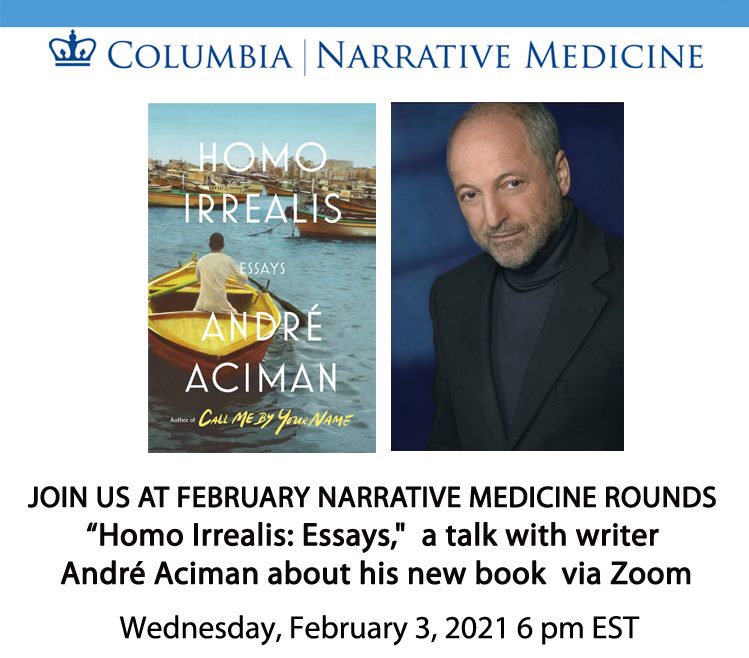 COLUMBIA | NARRATIVE MEDICINE
HOMO
IRREALIS
ESSAYS
ANDRÉ
ACIMAN
Author of CALL ME BY YOUR NAME
JOIN US AT FEBRUARY NARRATIVE MEDICINE ROUNDS
“Homo Irrealis: Essays,"  a talk with writer
André Aciman about his new book  via Zoom
Wednesday, February 3, 2021 6 pm EST